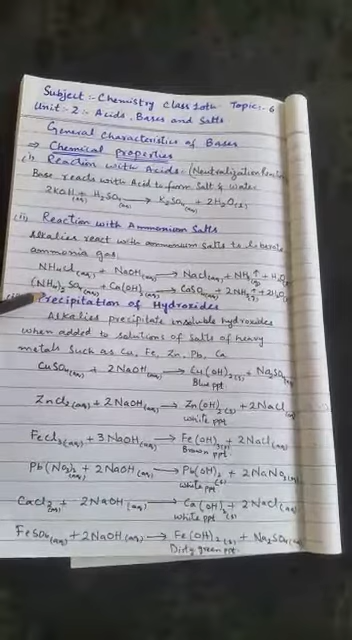 Subject :- Chemistry Class 10th Topic:- 6
Unit - 2 :- Acids, Bases and Salts
General Characteristics of Bases
⇒ Chemical Properties
(i) Reaction with Acids: (Neutralization
Base reacts with Acid to form Salt & Water
2KOH(aq) + H₂SO₄(aq) → K₂SO₄(aq) + 2H₂O(l)
(ii) Reaction with Ammonium Salts
Alkalies react with ammonium salts to liberate
ammonia gas.
NH₄Cl(aq) + NaOH(aq) → NaCl(aq) + NH₃↑(g) + H₂O
(NH₄)₂SO₄(aq) + Ca(OH)₂(aq) → CaSO₄(aq) + 2NH₃↑(g) + 2H₂O
Precipitation of Hydroxides
Alkalies precipitate insoluble hydroxides
when added to solutions of salts of heavy
metals such as Cu, Fe, Zn, Pb, Ca
CuSO₄(aq) + 2NaOH(aq) → Cu(OH)₂(s) + Na₂SO₄(aq)
Blue ppt
ZnCl₂(aq) + 2NaOH(aq) → Zn(OH)₂(s) + 2NaCl(aq)
white ppt
FeCl₃(aq) + 3NaOH(aq) → Fe(OH)₃(s) + 2NaCl(aq)
Brown ppt.
Pb(NO₃)₂ + 2NaOH(aq) → Pb(OH)₂(s) + 2NaNO₃(aq)
white ppt
CaCl₂(aq) + 2NaOH(aq) → Ca(OH)₂(s) + 2NaCl(aq)
white ppt
FeSO₄(aq) + 2NaOH(aq) → Fe(OH)₂(s) + Na₂SO₄(aq)
Dirty green ppt.